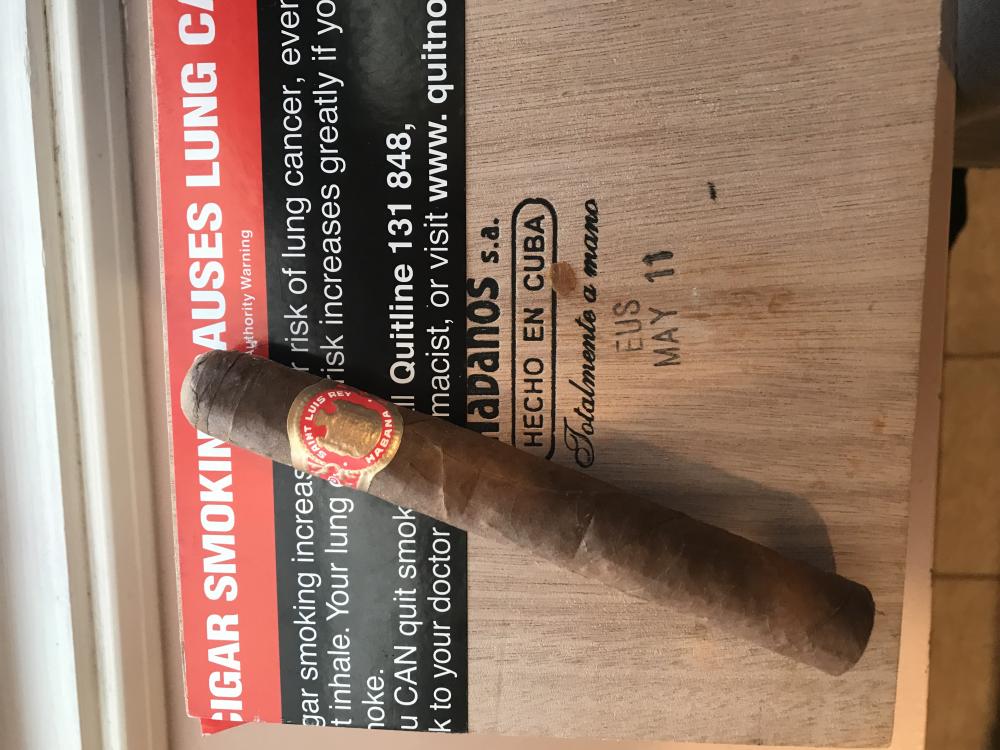 CIGAR SMOKIN AUSES LUNG CA
Authority Warning
gar smoking increas r risk of lung cancer, ever
t inhale. Your lung risk increases greatly if yo
noke.
u CAN quit smok ll Quitline 131 848,
k to your doctor macist, or visit www. quitno
Habanos s.a.
HECHO EN CUBA
Totalmente a mano
EUS
MAY 11
SAINT LUIS REY
HABANA